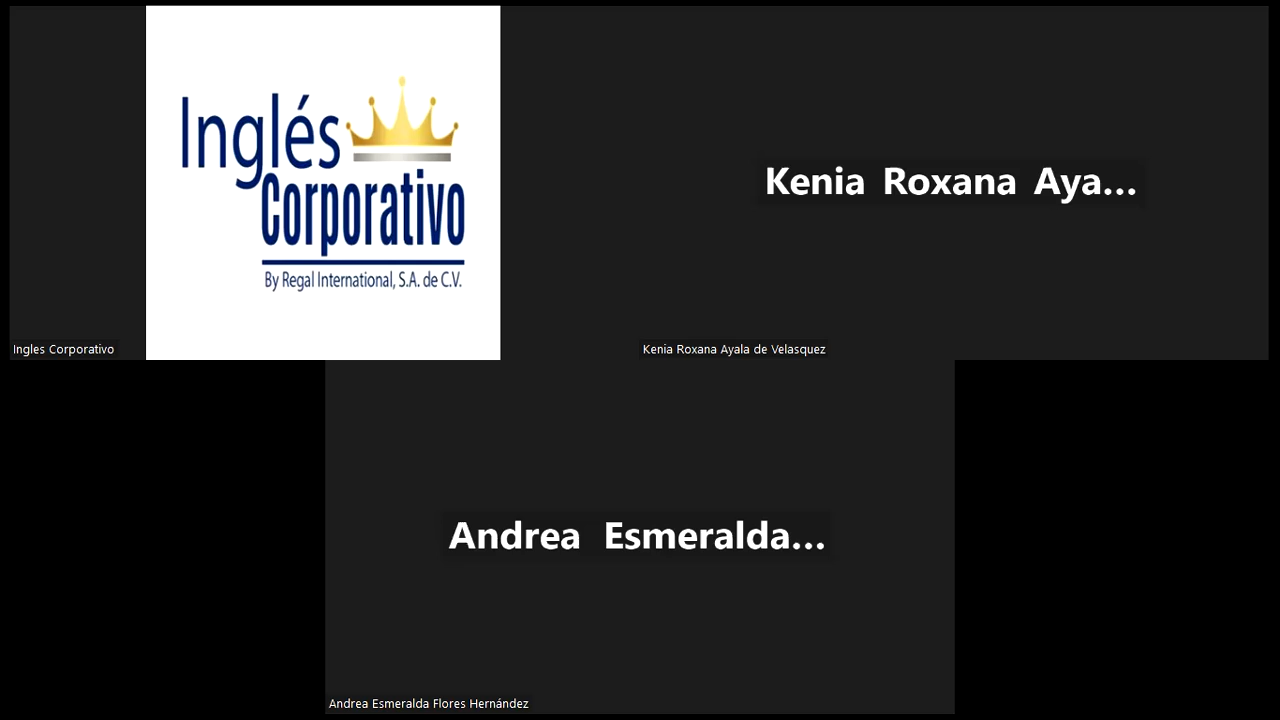 Inglés
Corporativo
By Regal International, S.A. de C.V.
Kenia Roxana Aya...
Ingles Corporativo
Kenia Roxana Ayala de Velasquez
Andrea Esmeralda...
Andrea Esmeralda Flores Hernández